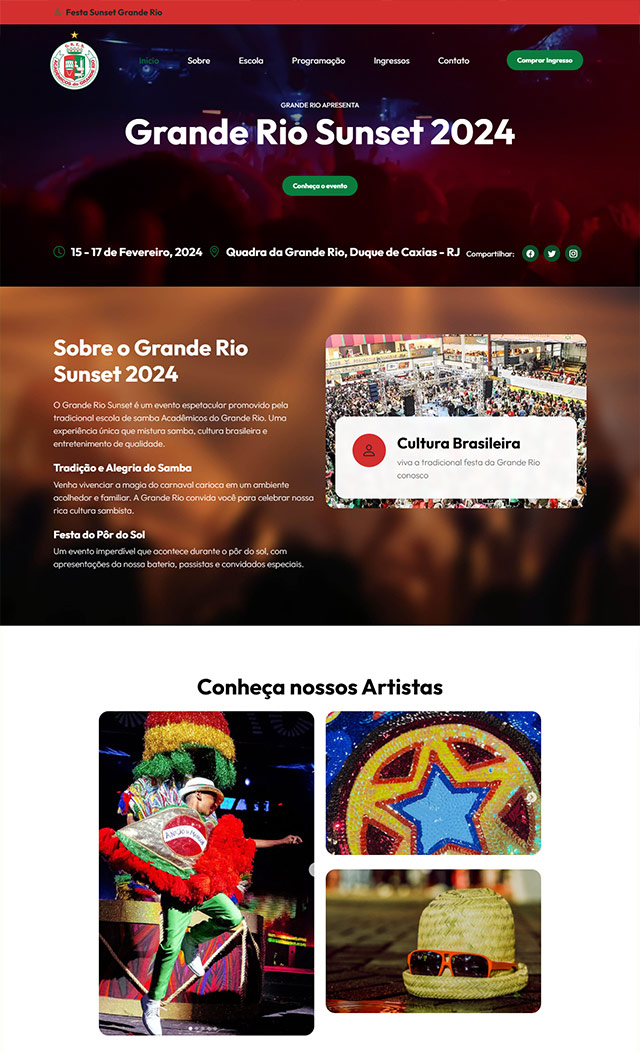 Festa Sunset Grande Rio
Início
Sobre
Escola
Programação
Ingressos
Contato
Comprar Ingresso
GRANDE RIO APRESENTA
Grande Rio Sunset 2024
Conheça o evento
15 - 17 de Fevereiro, 2024
Quadra da Grande Rio, Duque de Caxias - RJ
Compartilhar:
Sobre o Grande Rio
Sunset 2024
O Grande Rio Sunset é um evento espetacular promovido pela
tradicional escola de samba Acadêmicos do Grande Rio. Uma
experiência única que mistura samba, cultura brasileira e
entretenimento de qualidade.
Tradição e Alegria do Samba
Venha vivenciar a magia do carnaval carioca em um ambiente
acolhedor e familiar. A Grande Rio convida você para celebrar nossa
rica cultura sambista.
Festa do Pôr do Sol
Um evento imperdível que acontece durante o pôr do sol, com
apresentações da nossa bateria, passistas e convidados especiais.
Cultura Brasileira
viva a tradicional festa da Grande Rio
conosco
Conheça nossos Artistas